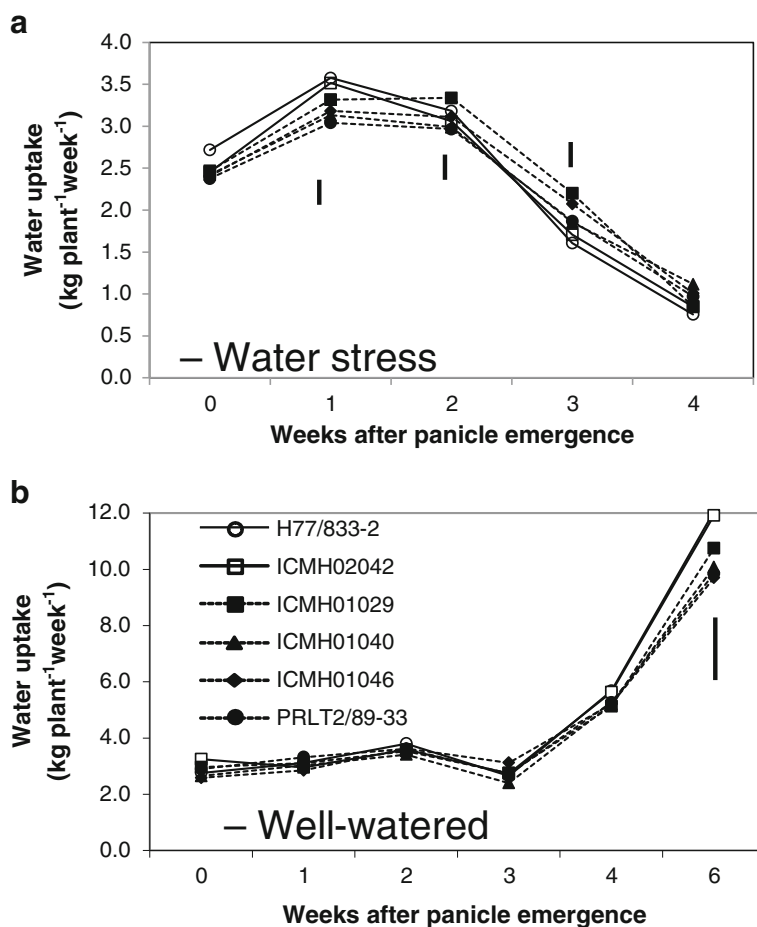 a
4.0
3.5
3.0
2.5
2.0
1.5
1.0
0.5
0.0
Water uptake
(kg plant⁻¹week⁻¹)
– Water stress
0 1 2 3 4
Weeks after panicle emergence
b
12.0
10.0
8.0
6.0
4.0
2.0
0.0
Water uptake
(kg plant⁻¹week⁻¹)
H77/833-2
ICMH02042
ICMH01029
ICMH01040
ICMH01046
PRLT2/89-33
– Well-watered
0 1 2 3 4 6
Weeks after panicle emergence